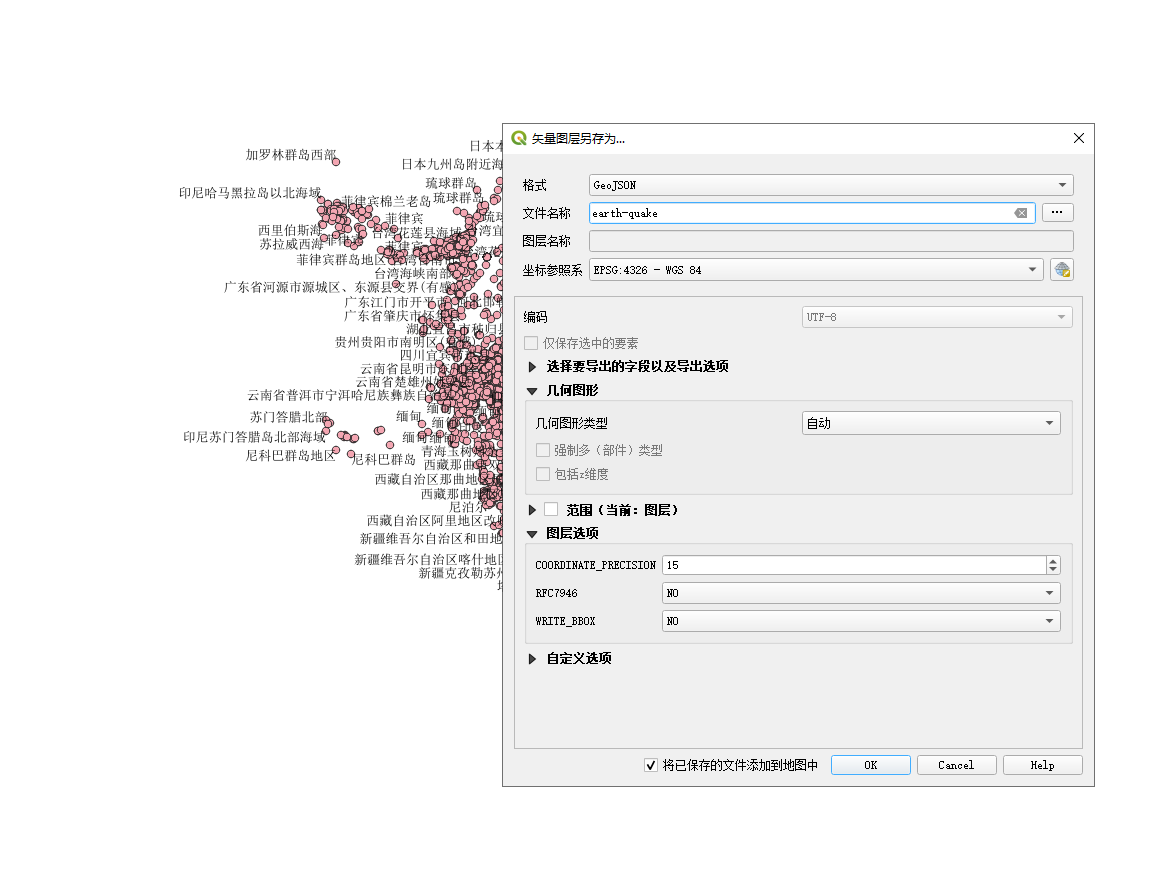 日本本
加罗林群岛西部
日本九州岛附近海
琉球群岛
印尼哈马黑拉岛以北海域
菲律宾棉兰老岛
琉球群岛
菲律宾
西里伯斯海
台湾花莲县海域
苏拉威西海
菲律宾群岛地区
台湾海峡南部
广东省河源市源城区、东源县交界(有感)
广东江门市开平市
广东省肇庆市怀集县
湖北宜昌市秭归县
贵州贵阳市南明区
四川宜宾市
云南省昆明市
云南省楚雄州
云南省普洱市宁洱哈尼族彝族自
苏门答腊北部
缅甸
印尼苏门答腊岛北部海域
缅甸
尼科巴群岛地区
尼科巴群岛
青海玉树
西藏那曲
西藏自治区那曲地区
西藏那曲地
尼泊尔
西藏自治区阿里地区改
新疆维吾尔自治区和田地
新疆维吾尔自治区喀什地区
新疆克孜勒苏州
矢量图层另存为...
格式 GeoJSON
文件名称 earth-quake ...
图层名称
坐标参照系 EPSG:4326 - WGS 84
编码 UTF-8
仅保存选中的要素
选择要导出的字段以及导出选项
几何图形
几何图形类型 自动
强制多（部件）类型
包括z维度
范围（当前：图层）
图层选项
COORDINATE_PRECISION 15
RFC7946 NO
WRITE_BBOX NO
自定义选项
将已保存的文件添加到地图中 OK Cancel Help